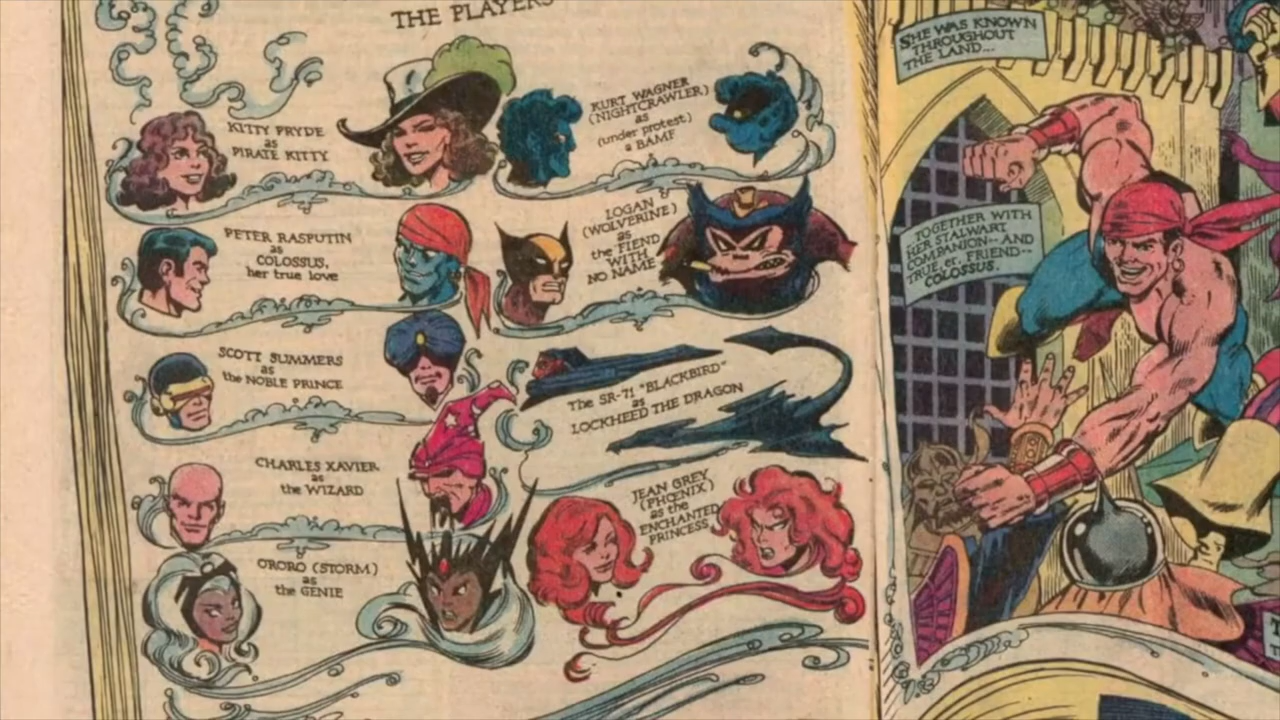 THE PLAYERS
KITTY PRYDE
as
PIRATE KITTY
KURT WAGNER
(NIGHTCRAWLER)
as
(under protest)
a BAMF
PETER RASPUTIN
as
COLOSSUS,
her true love
LOGAN
(WOLVERINE)
as
the FIEND
WITH
NO NAME
SCOTT SUMMERS
as
the NOBLE PRINCE
The SR-71 "BLACKBIRD"
as
LOCKHEED THE DRAGON
CHARLES XAVIER
as
the WIZARD
JEAN GREY
(PHOENIX)
as the
ENCHANTED
PRINCESS
ORORO (STORM)
as
the GENIE
SHE WAS KNOWN
THROUGHOUT
THE LAND...
TOGETHER WITH
HER STALWART
COMPANION--AND
TRUE, er, FRIEND--
COLOSSUS.